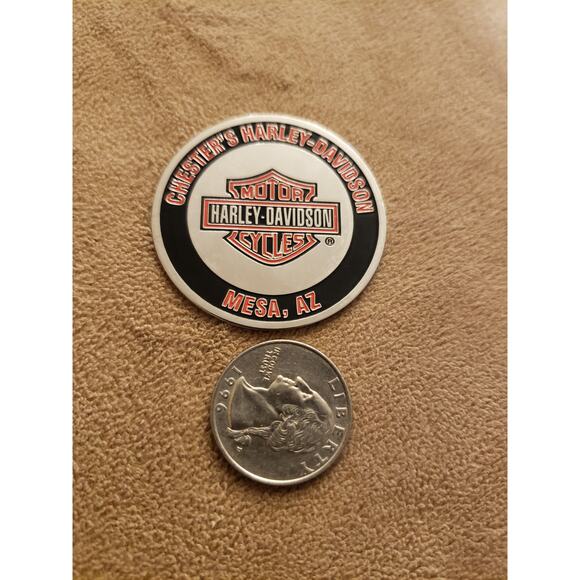 CHESTER'S HARLEY-DAVIDSON
MOTOR
HARLEY-DAVIDSON
CYCLES
®
MESA, AZ
LIBERTY
IN GOD WE TRUST
1996